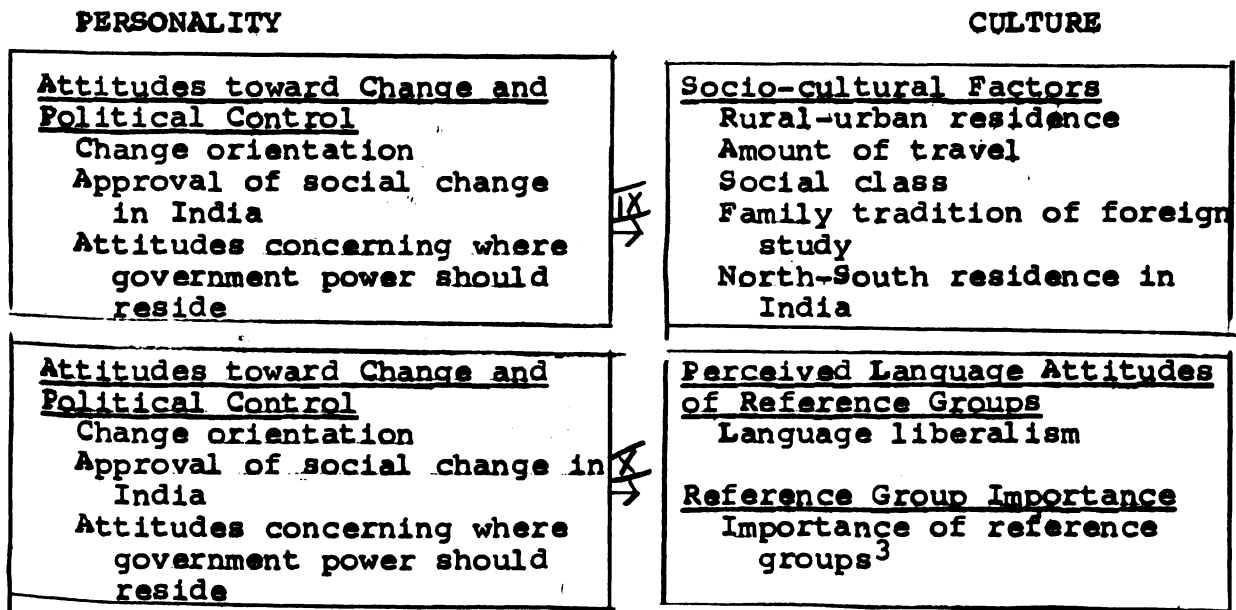 PERSONALITY
CULTURE
Attitudes toward Change and
Political Control
Change orientation
Approval of social change
in India
Attitudes concerning where
government power should
reside
IX
Socio-cultural Factors
Rural-urban residence
Amount of travel
Social class
Family tradition of foreign
study
North-South residence in
India
Attitudes toward Change and
Political Control
Change orientation
Approval of social change in
India
Attitudes concerning where
government power should
reside
X
Perceived Language Attitudes
of Reference Groups
Language liberalism
Reference Group Importance
Importance of reference
groups3